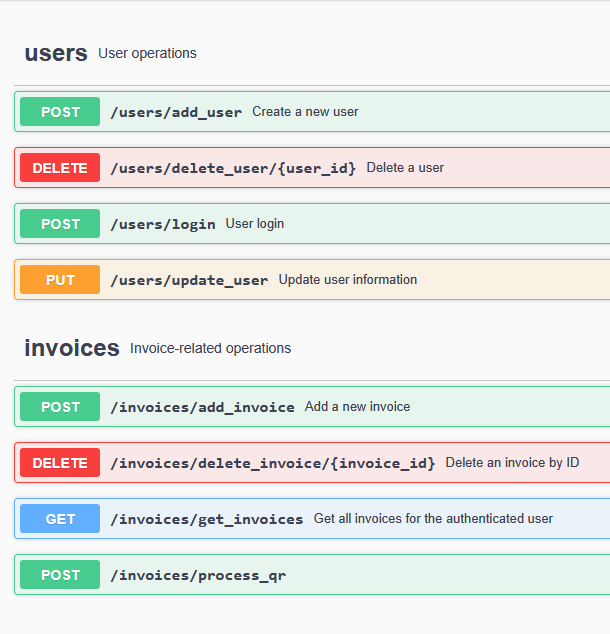 users User operations
POST /users/add_user Create a new user
DELETE /users/delete_user/{user_id} Delete a user
POST /users/login User login
PUT /users/update_user Update user information
invoices Invoice-related operations
POST /invoices/add_invoice Add a new invoice
DELETE /invoices/delete_invoice/{invoice_id} Delete an invoice by ID
GET /invoices/get_invoices Get all invoices for the authenticated user
POST /invoices/process_qr